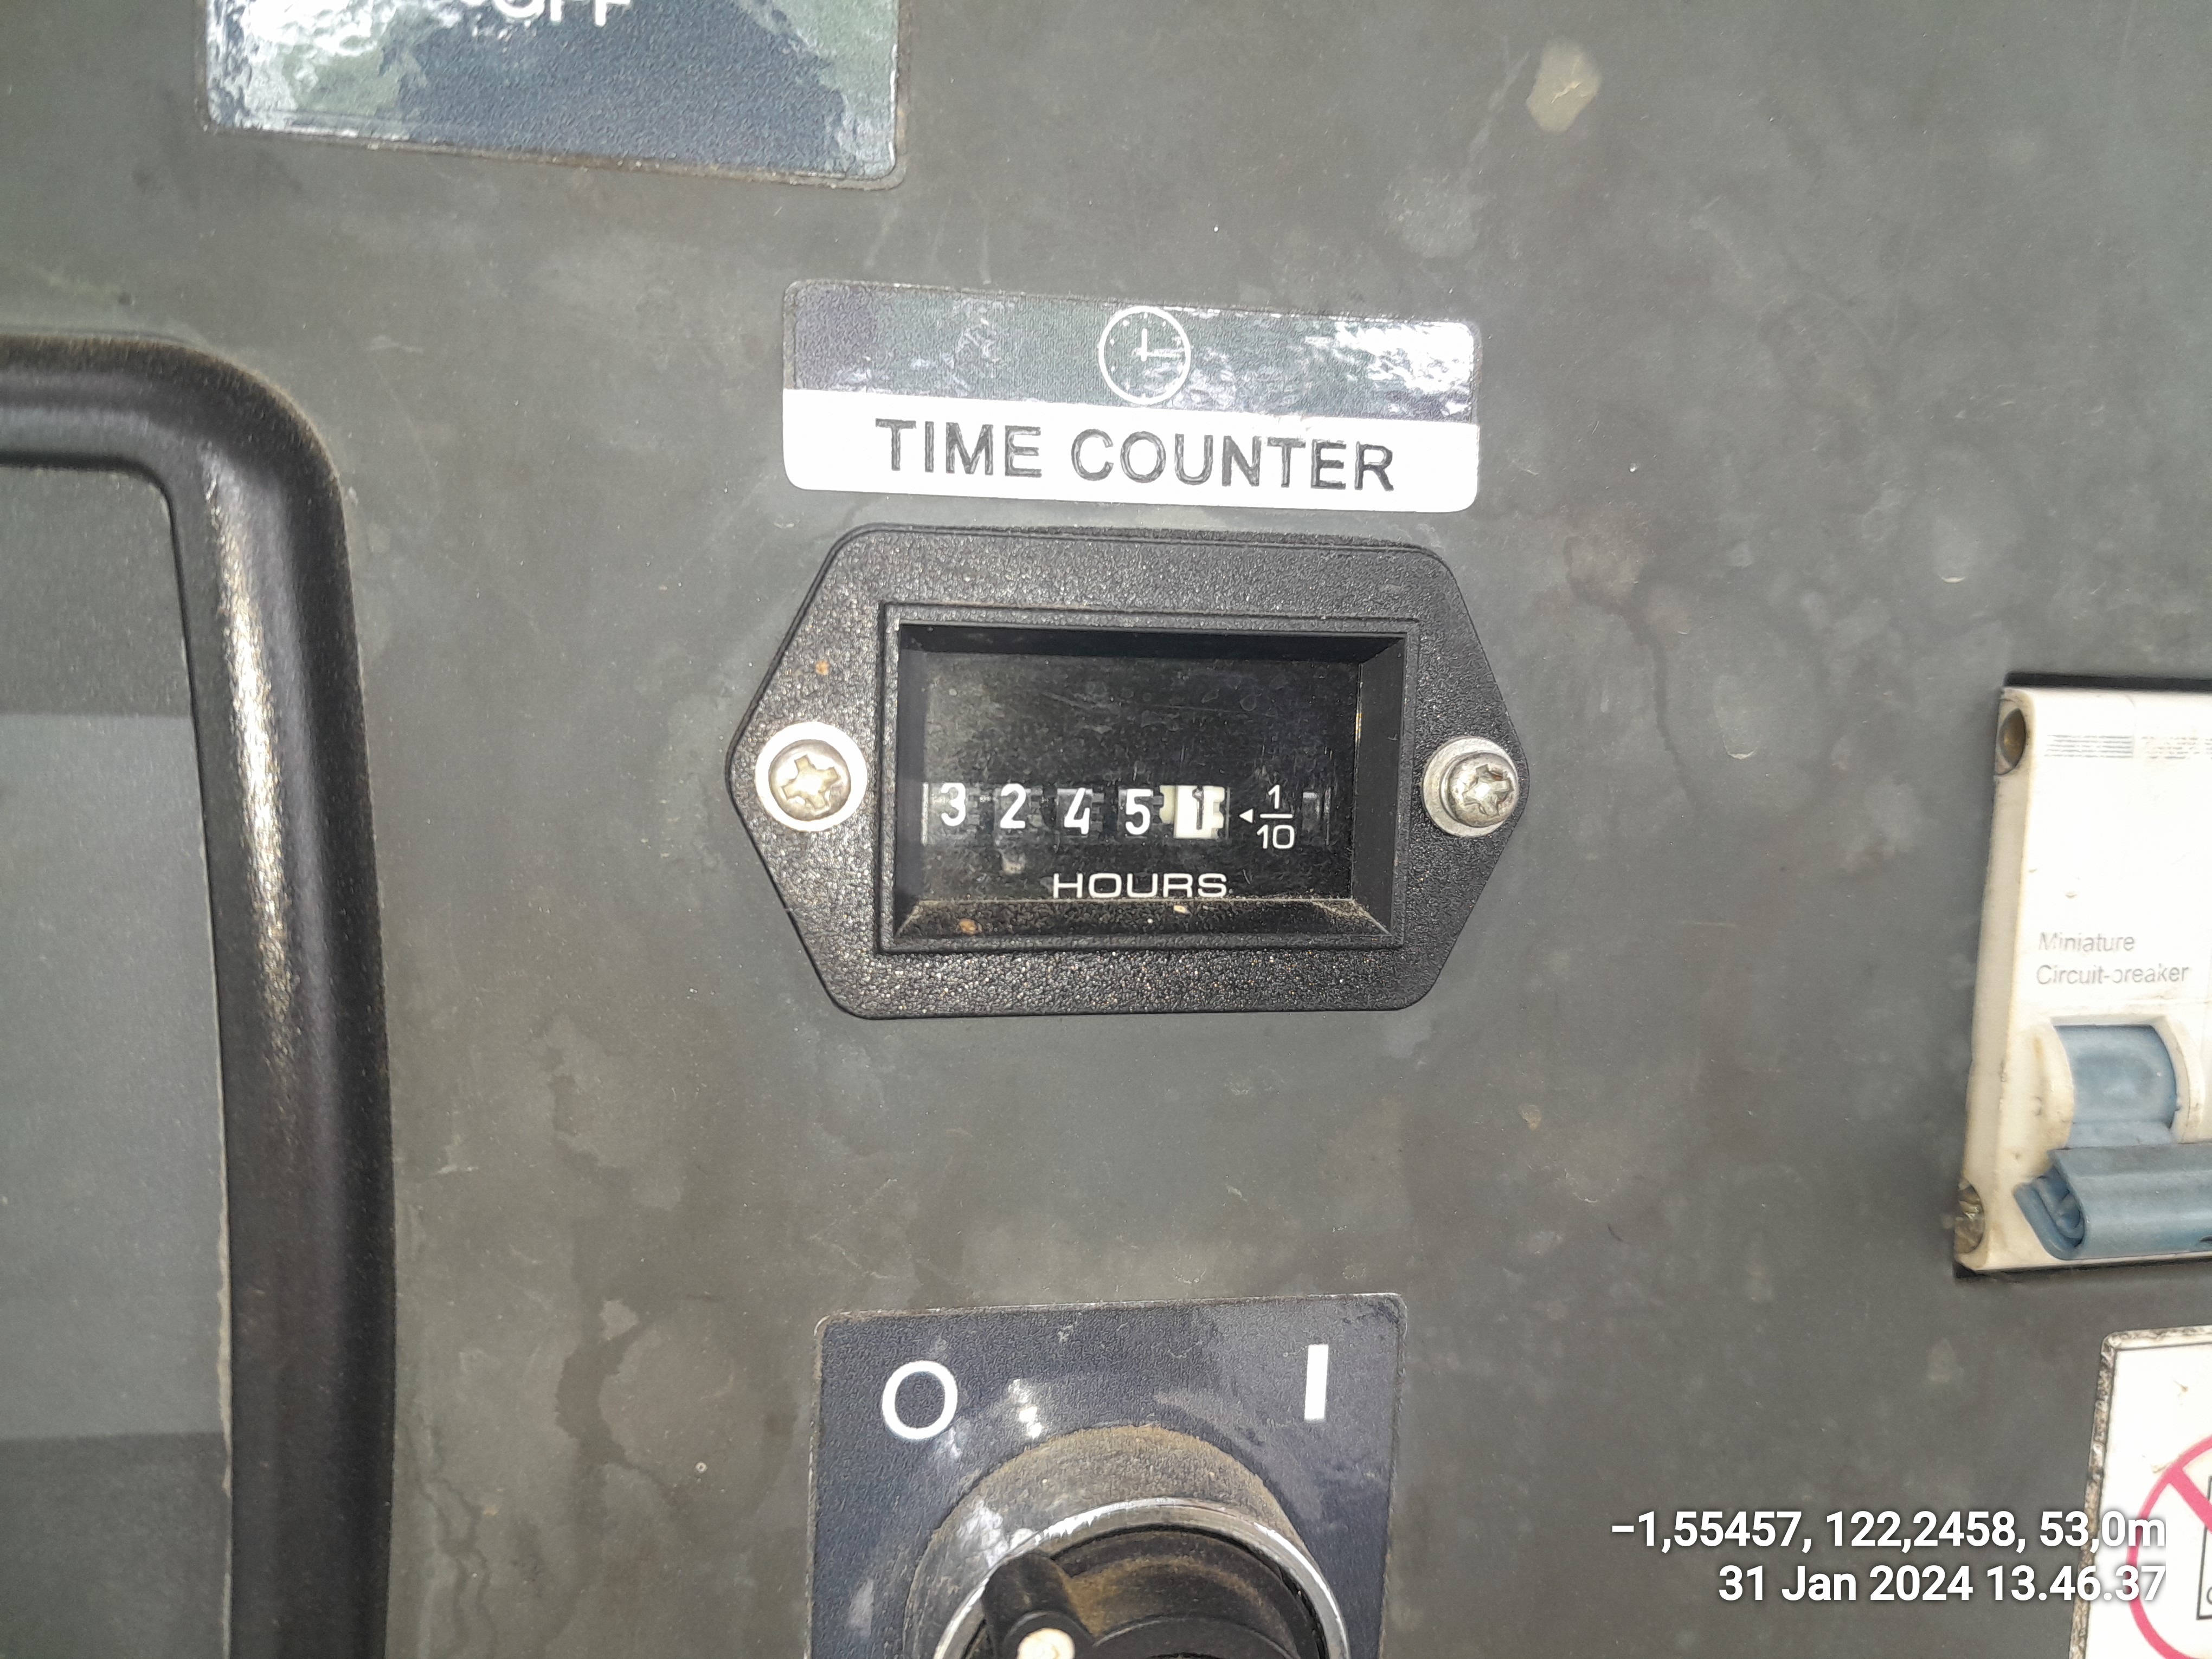 OFF
TIME COUNTER
3 2 4 5 1 ◂ 1/10
HOURS
Miniature
Circuit-breaker
O I
-1,55457, 122,2458, 53,0m
31 Jan 2024 13.46.37